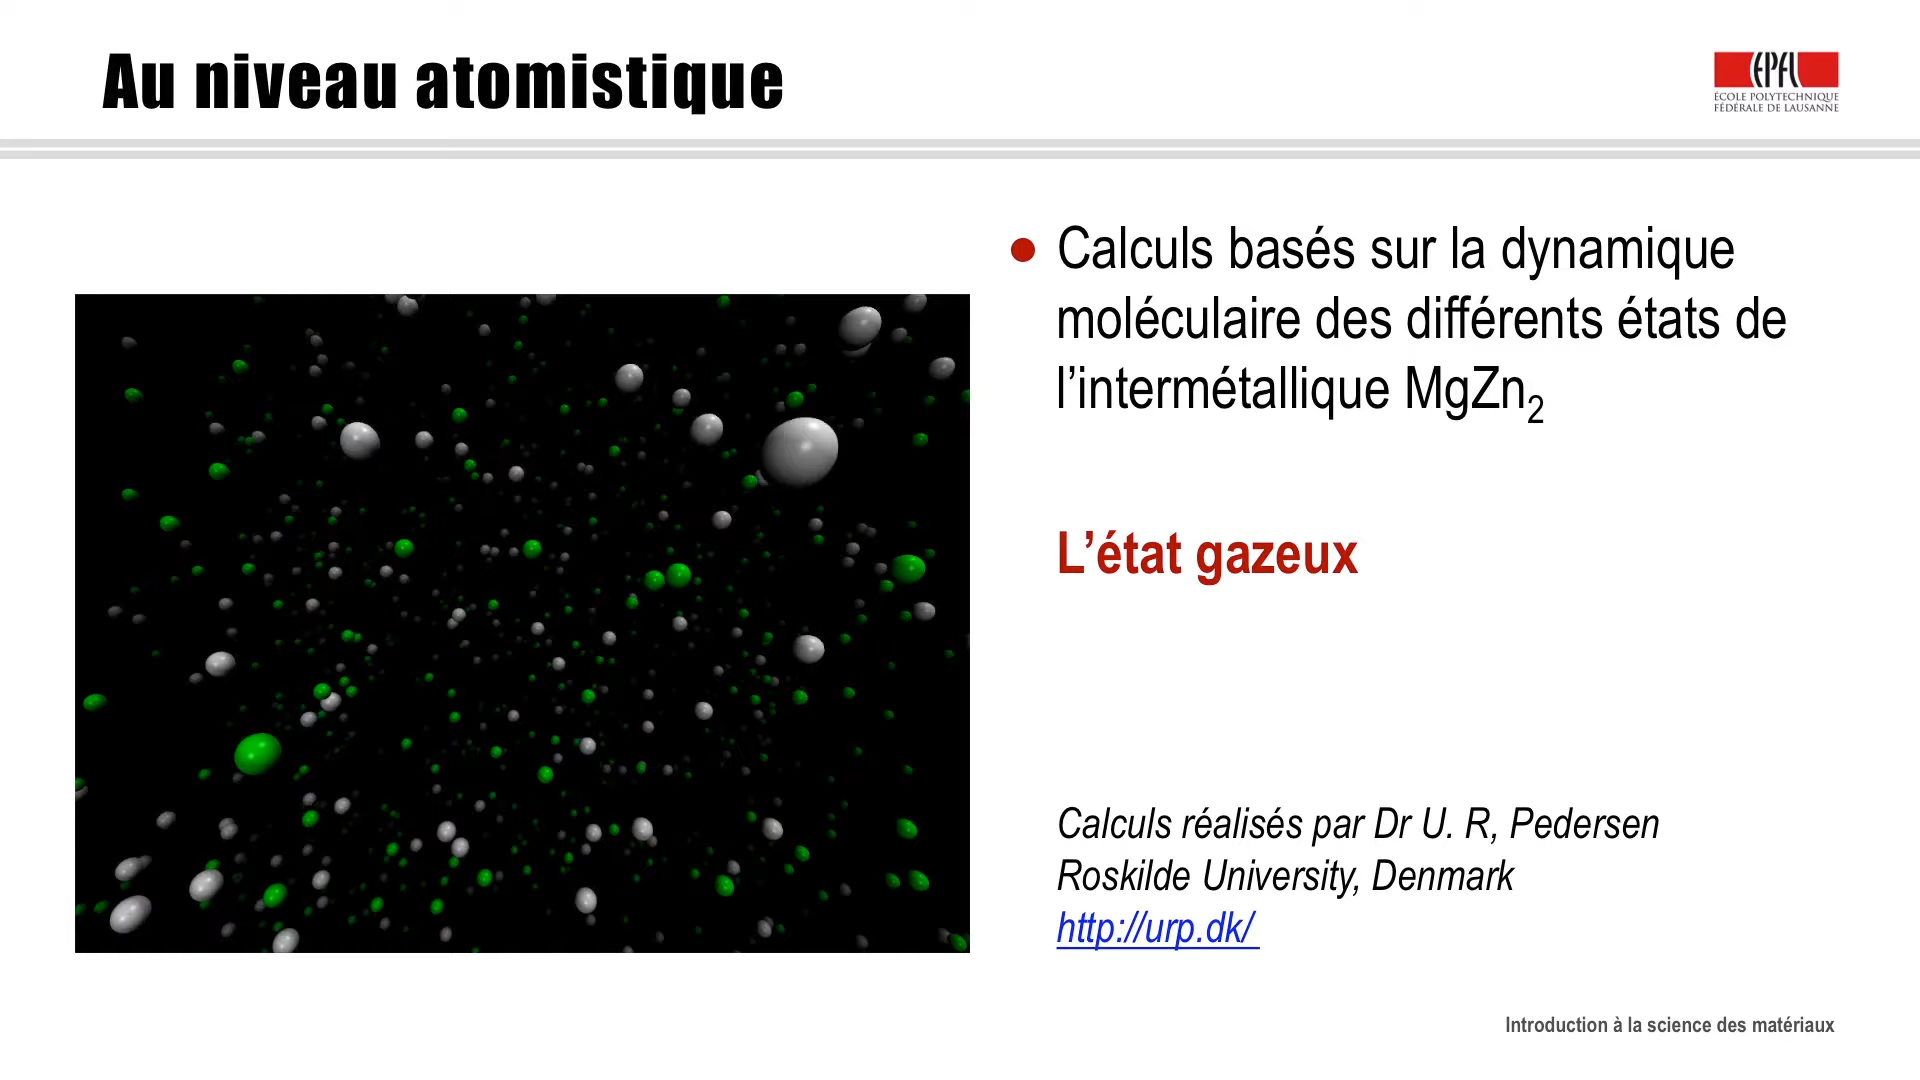 Au niveau atomistique
EPFL
ÉCOLE POLYTECHNIQUE
FÉDÉRALE DE LAUSANNE
● Calculs basés sur la dynamique
moléculaire des différents états de
l’intermétallique MgZn₂
L’état gazeux
Calculs réalisés par Dr U. R, Pedersen
Roskilde University, Denmark
http://urp.dk/
Introduction à la science des matériaux